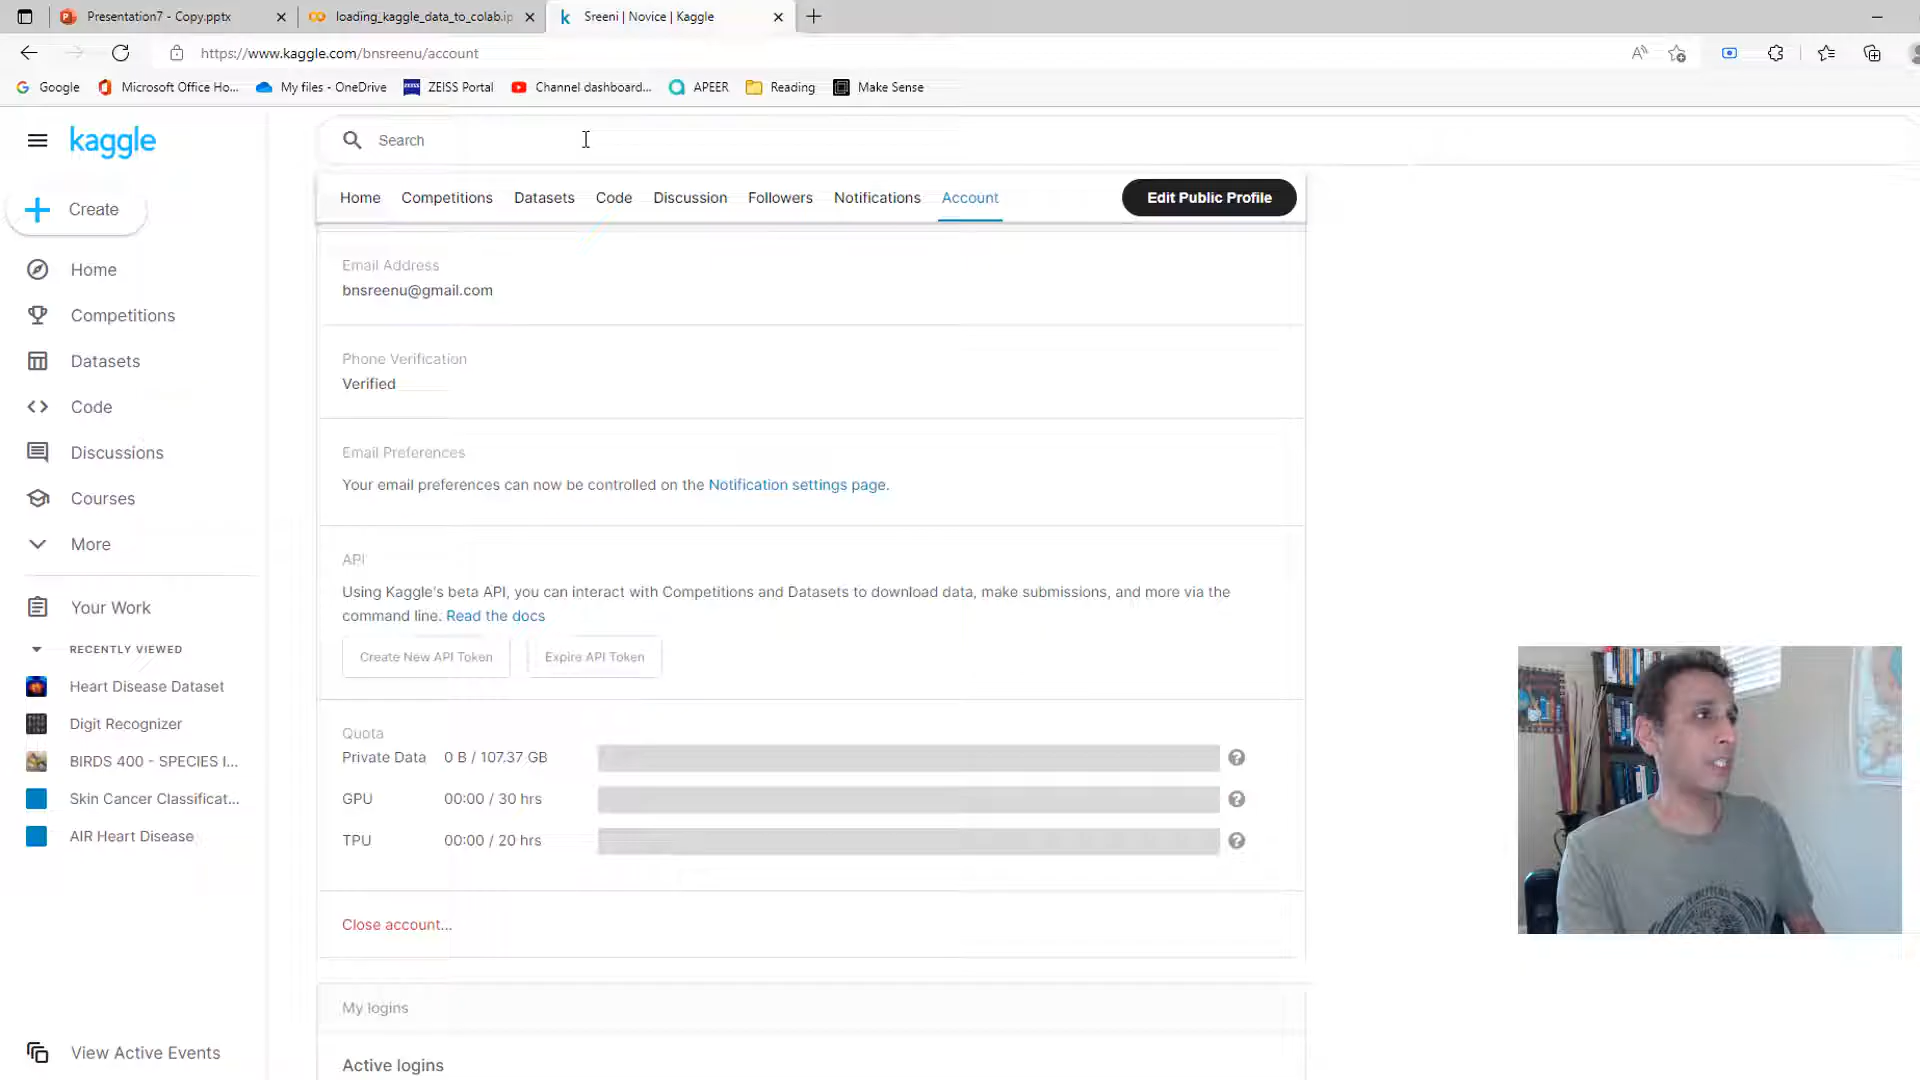 Presentation7 - Copy.pptx
loading_kaggle_data_to_colab.ip
Sreeni | Novice | Kaggle
https://www.kaggle.com/bnsreenu/account
Google
Microsoft Office Ho...
My files - OneDrive
ZEISS Portal
Channel dashboard...
APEER
Reading
Make Sense
kaggle
Search
Create
Home
Competitions
Datasets
Code
Discussions
Courses
More
Your Work
RECENTLY VIEWED
Heart Disease Dataset
Digit Recognizer
BIRDS 400 - SPECIES I...
Skin Cancer Classificat...
AIR Heart Disease
View Active Events
Home Competitions Datasets Code Discussion Followers Notifications Account Edit Public Profile
Email Address
bnsreenu@gmail.com
Phone Verification
Verified
Email Preferences
Your email preferences can now be controlled on the Notification settings page.
API
Using Kaggle's beta API, you can interact with Competitions and Datasets to download data, make submissions, and more via the
command line. Read the docs
Create New API Token Expire API Token
Quota
Private Data 0 B / 107.37 GB
GPU 00:00 / 30 hrs
TPU 00:00 / 20 hrs
Close account...
My logins
Active logins